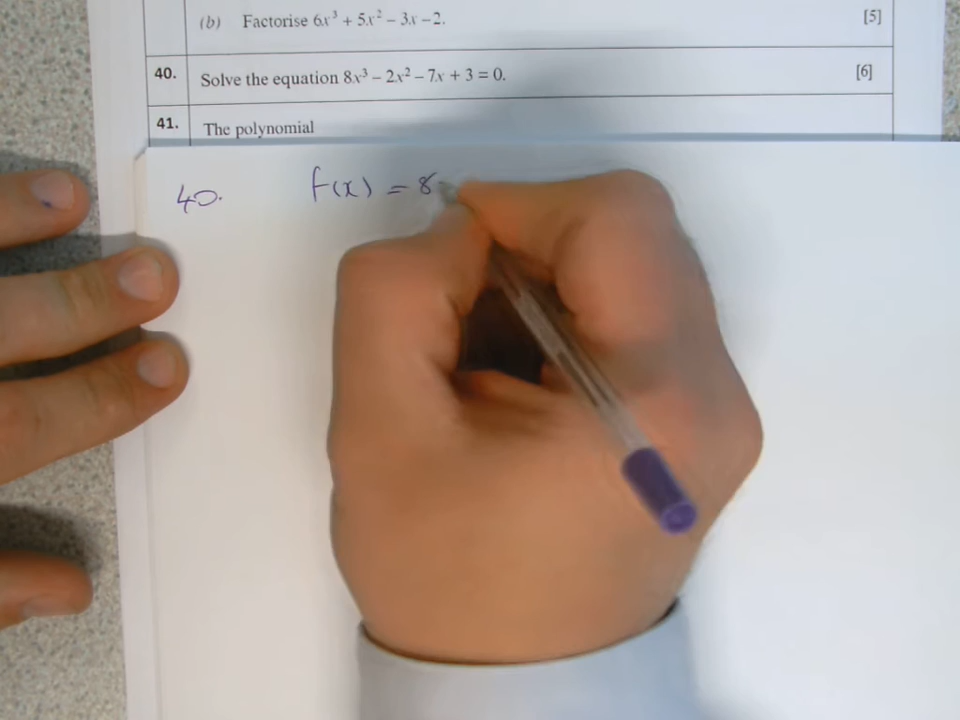 (b) Factorise 6x³ + 5x² − 3x − 2. [5]
40. Solve the equation 8x³ − 2x² − 7x + 3 = 0. [6]
41. The polynomial
40. f(x) = 8